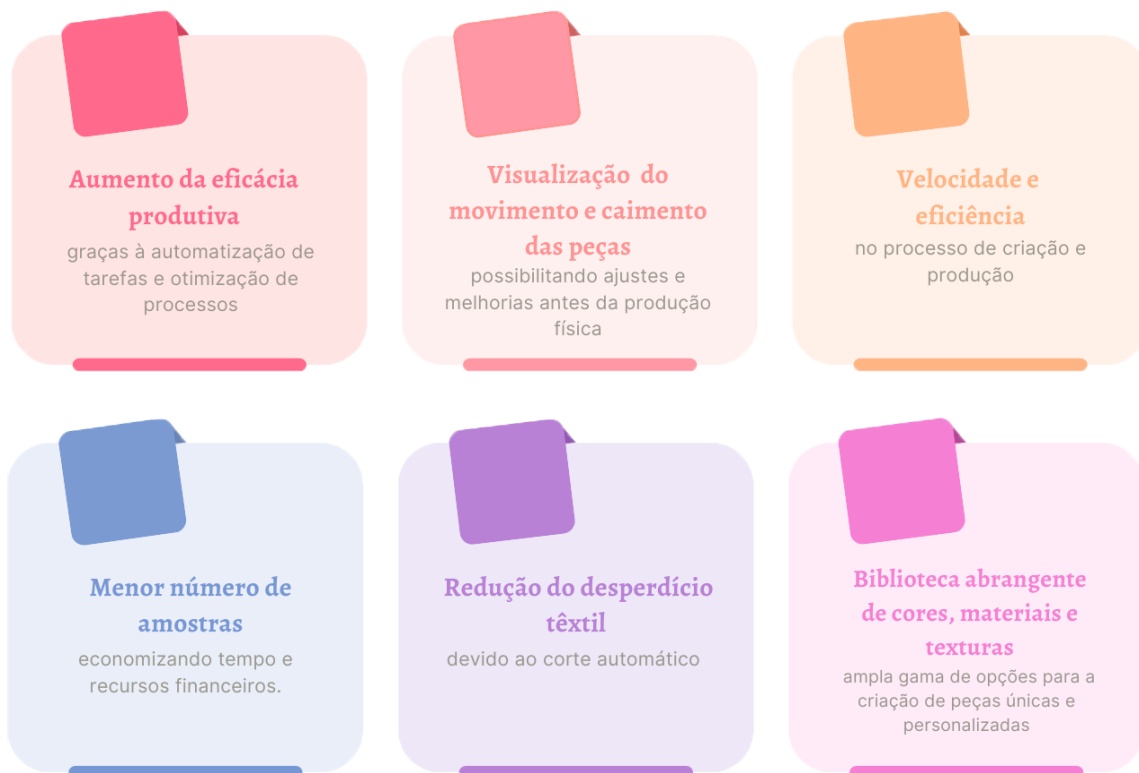 Aumento da eficácia
produtiva
graças à automatização de
tarefas e otimização de
processos
Visualização do
movimento e caimento
das peças
possibilitando ajustes e
melhorias antes da produção
física
Velocidade e
eficiência
no processo de criação e
produção
Menor número de
amostras
economizando tempo e
recursos financeiros.
Redução do desperdício
têxtil
devido ao corte automático
Biblioteca abrangente
de cores, materiais e
texturas
ampla gama de opções para a
criação de peças únicas e
personalizadas